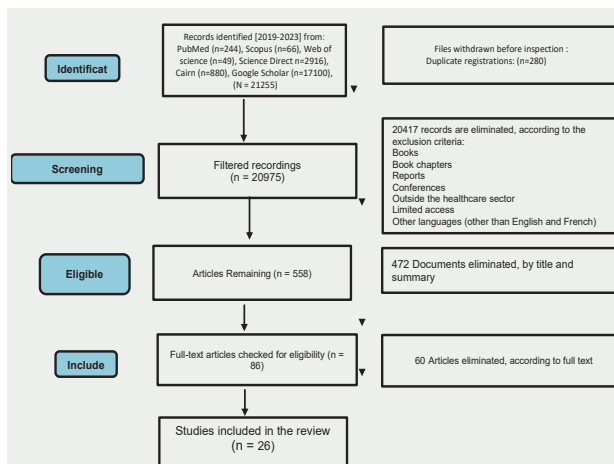 Records identified [2019-2023] from:
PubMed (n=244), Scopus (n=66), Web of
science (n=49), Science Direct n=2916),
Cairn (n=880), Google Scholar (n=17100),
(N = 21255)
Identificat
Files withdrawn before inspection :
Duplicate registrations: (n=280)
Screening
Filtered recordings
(n = 20975)
20417 records are eliminated, according to the
exclusion criteria:
Books
Book chapters
Reports
Conferences
Outside the healthcare sector
Limited access
Other languages (other than English and French)
Eligible
Articles Remaining (n = 558)
472 Documents eliminated, by title and
summary
Include
Full-text articles checked for eligibility (n =
86)
60 Articles eliminated, according to full text
Studies included in the review
(n = 26)